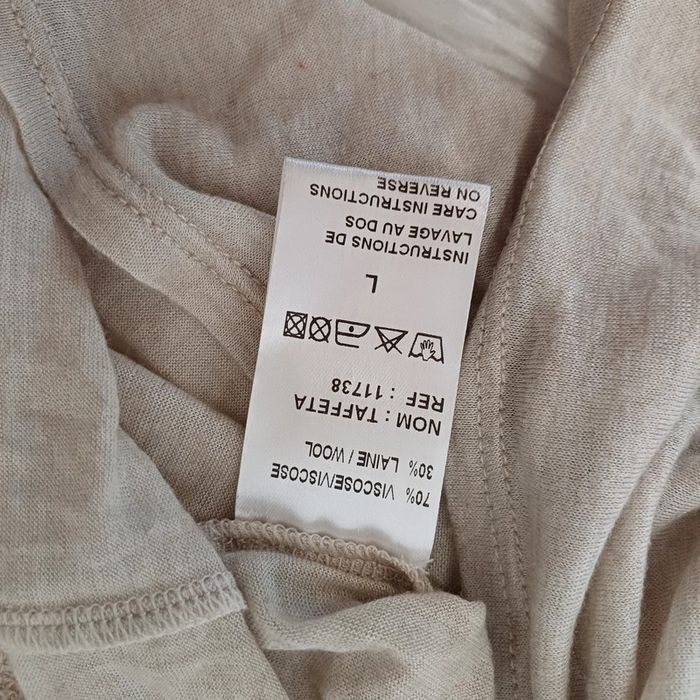 70% VISCOSE/VISCOSE
30% LAINE / WOOL
NOM : TAFFETA
REF : 11738
L
INSTRUCTIONS DE
LAVAGE AU DOS
CARE INSTRUCTIONS
ON REVERSE